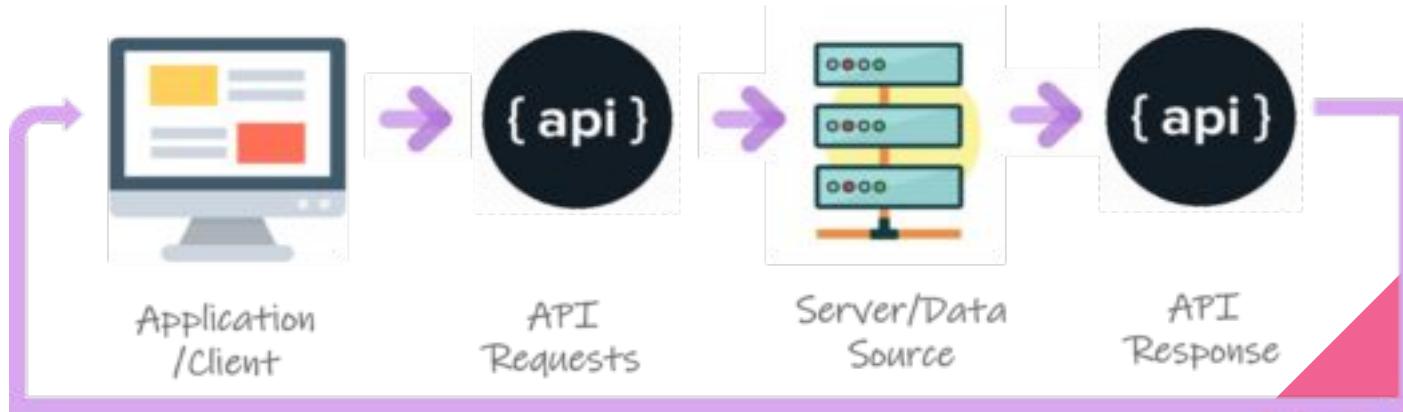 { api }
{ api }
Application
/Client
API
Requests
Server/Data
Source
API
Response